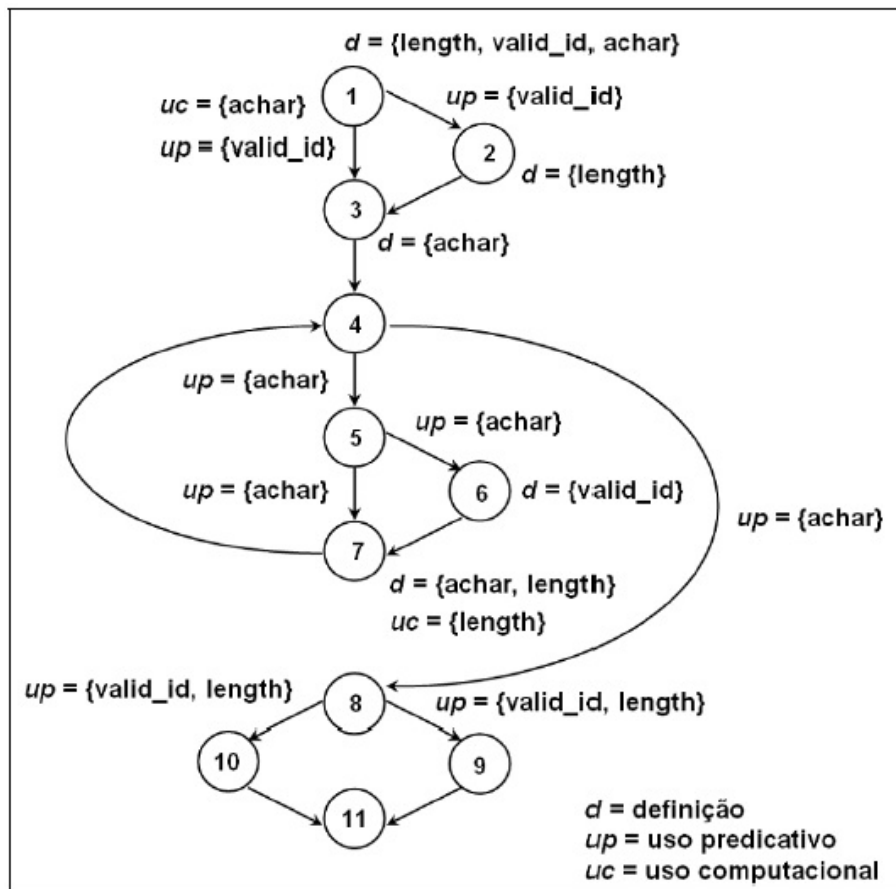 d = {length, valid_id, achar}
1
uc = {achar}
up = {valid_id}
up = {valid_id}
2
d = {length}
3
d = {achar}
4
up = {achar}
5
up = {achar}
up = {achar}
6
d = {valid_id}
up = {achar}
7
d = {achar, length}
uc = {length}
up = {valid_id, length}
8
up = {valid_id, length}
10
9
11
d = definição
up = uso predicativo
uc = uso computacional